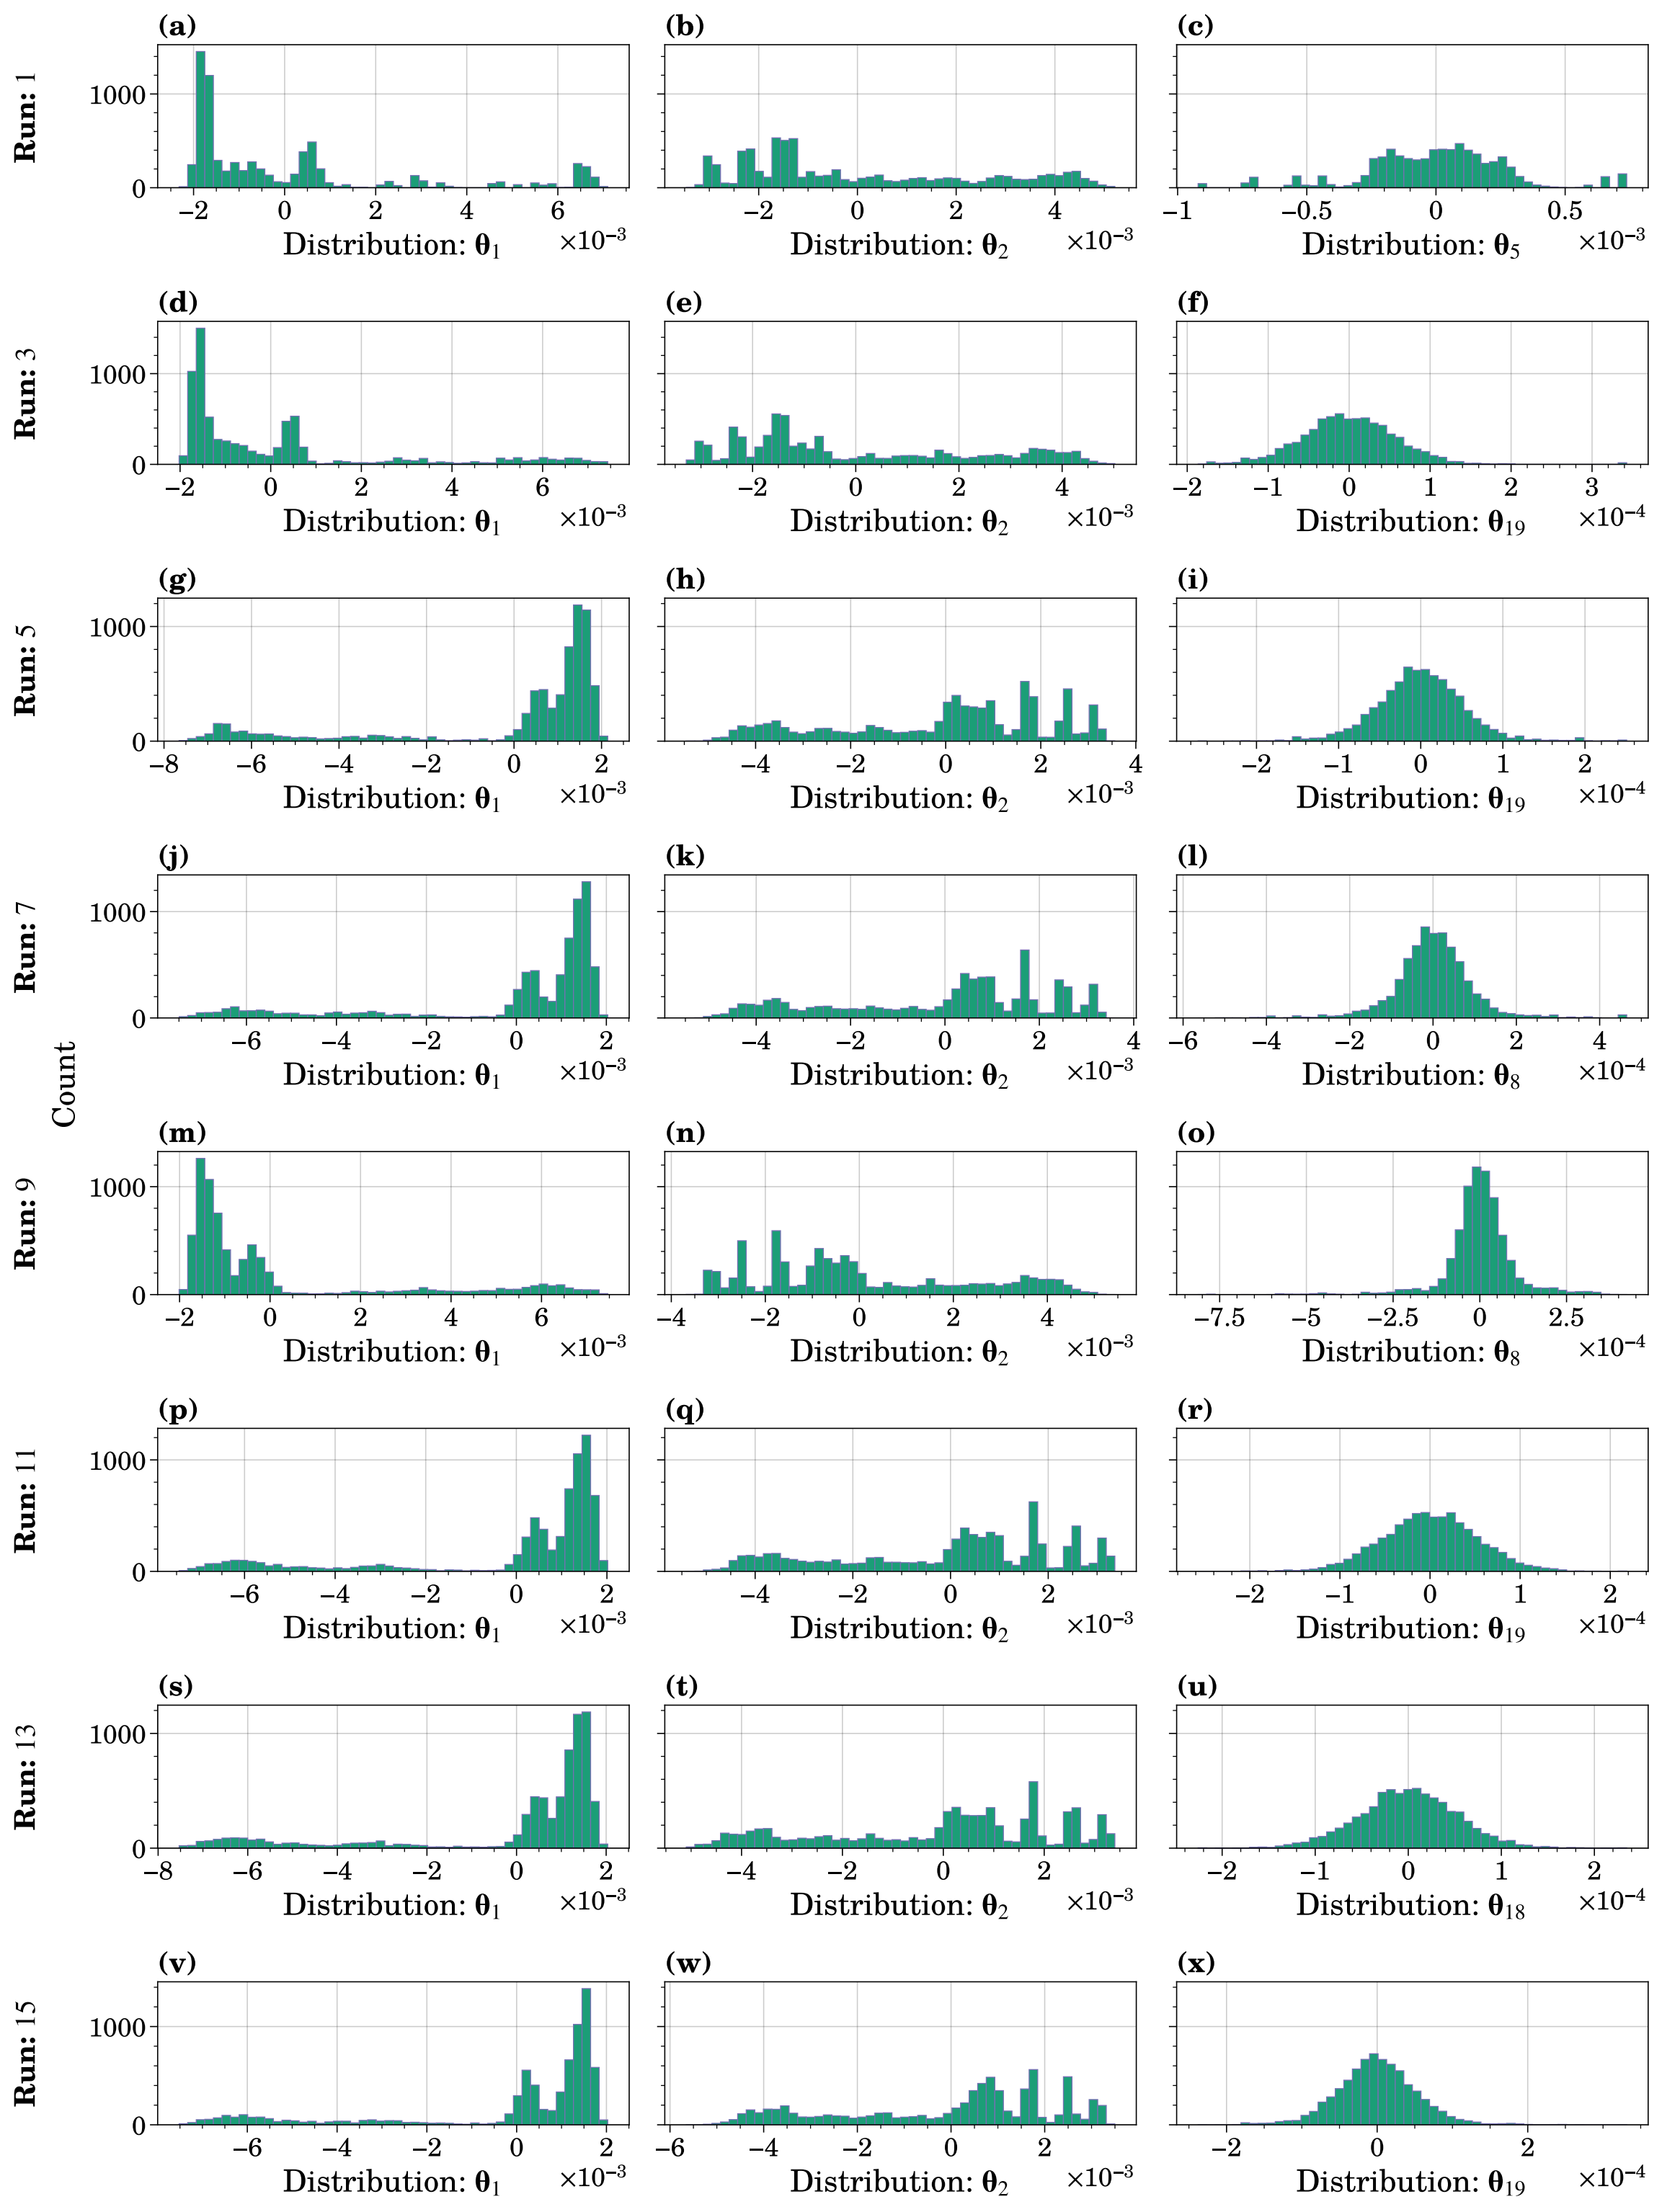 (a) (b) (c)
Run: 1
1000
0
−2 0 2 4 6
−2 0 2 4
−1 −0.5 0 0.5
Distribution: θ1 ×10−3
Distribution: θ2 ×10−3
Distribution: θ5 ×10−3
(d) (e) (f)
Run: 3
1000
0
−2 0 2 4 6
−2 0 2 4
−2 −1 0 1 2 3
Distribution: θ1 ×10−3
Distribution: θ2 ×10−3
Distribution: θ19 ×10−4
(g) (h) (i)
Run: 5
1000
0
−8 −6 −4 −2 0 2
−4 −2 0 2 4
−2 −1 0 1 2
Distribution: θ1 ×10−3
Distribution: θ2 ×10−3
Distribution: θ19 ×10−4
(j) (k) (l)
Run: 7
1000
0
−6 −4 −2 0 2
−4 −2 0 2 4
−6 −4 −2 0 2 4
Distribution: θ1 ×10−3
Distribution: θ2 ×10−3
Distribution: θ8 ×10−4
Count
(m) (n) (o)
Run: 9
1000
0
−2 0 2 4 6
−4 −2 0 2 4
−7.5 −5 −2.5 0 2.5
Distribution: θ1 ×10−3
Distribution: θ2 ×10−3
Distribution: θ8 ×10−4
(p) (q) (r)
Run: 11
1000
0
−6 −4 −2 0 2
−4 −2 0 2
−2 −1 0 1 2
Distribution: θ1 ×10−3
Distribution: θ2 ×10−3
Distribution: θ19 ×10−4
(s) (t) (u)
Run: 13
1000
0
−8 −6 −4 −2 0 2
−4 −2 0 2
−2 −1 0 1 2
Distribution: θ1 ×10−3
Distribution: θ2 ×10−3
Distribution: θ18 ×10−4
(v) (w) (x)
Run: 15
1000
0
−6 −4 −2 0 2
−6 −4 −2 0 2
−2 0 2
Distribution: θ1 ×10−3
Distribution: θ2 ×10−3
Distribution: θ19 ×10−4